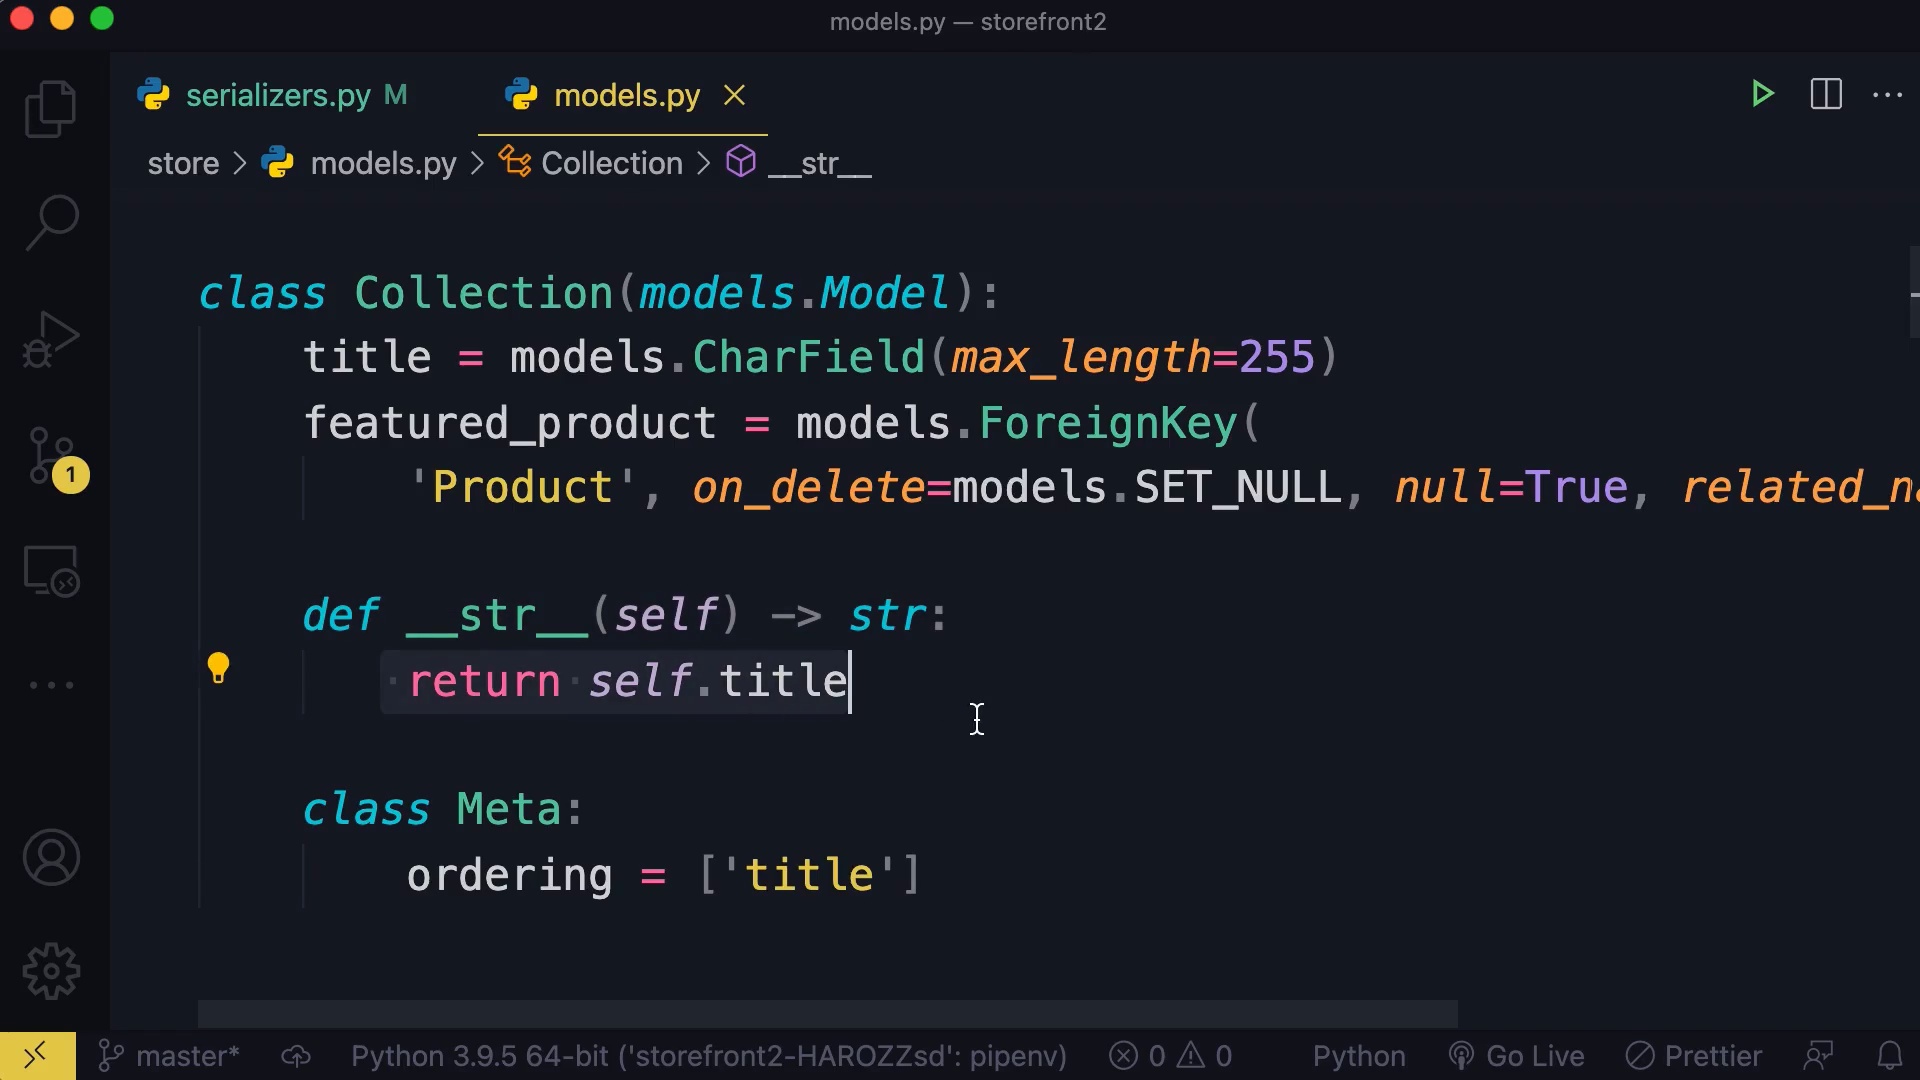 models.py — storefront2
serializers.py M models.py
store > models.py > Collection > __str__
class Collection(models.Model):
title = models.CharField(max_length=255)
featured_product = models.ForeignKey(
'Product', on_delete=models.SET_NULL, null=True, related_na
def __str__(self) -> str:
return self.title
class Meta:
ordering = ['title']
1
master* Python 3.9.5 64-bit ('storefront2-HAROZZsd': pipenv) 0 0 Python Go Live Prettier